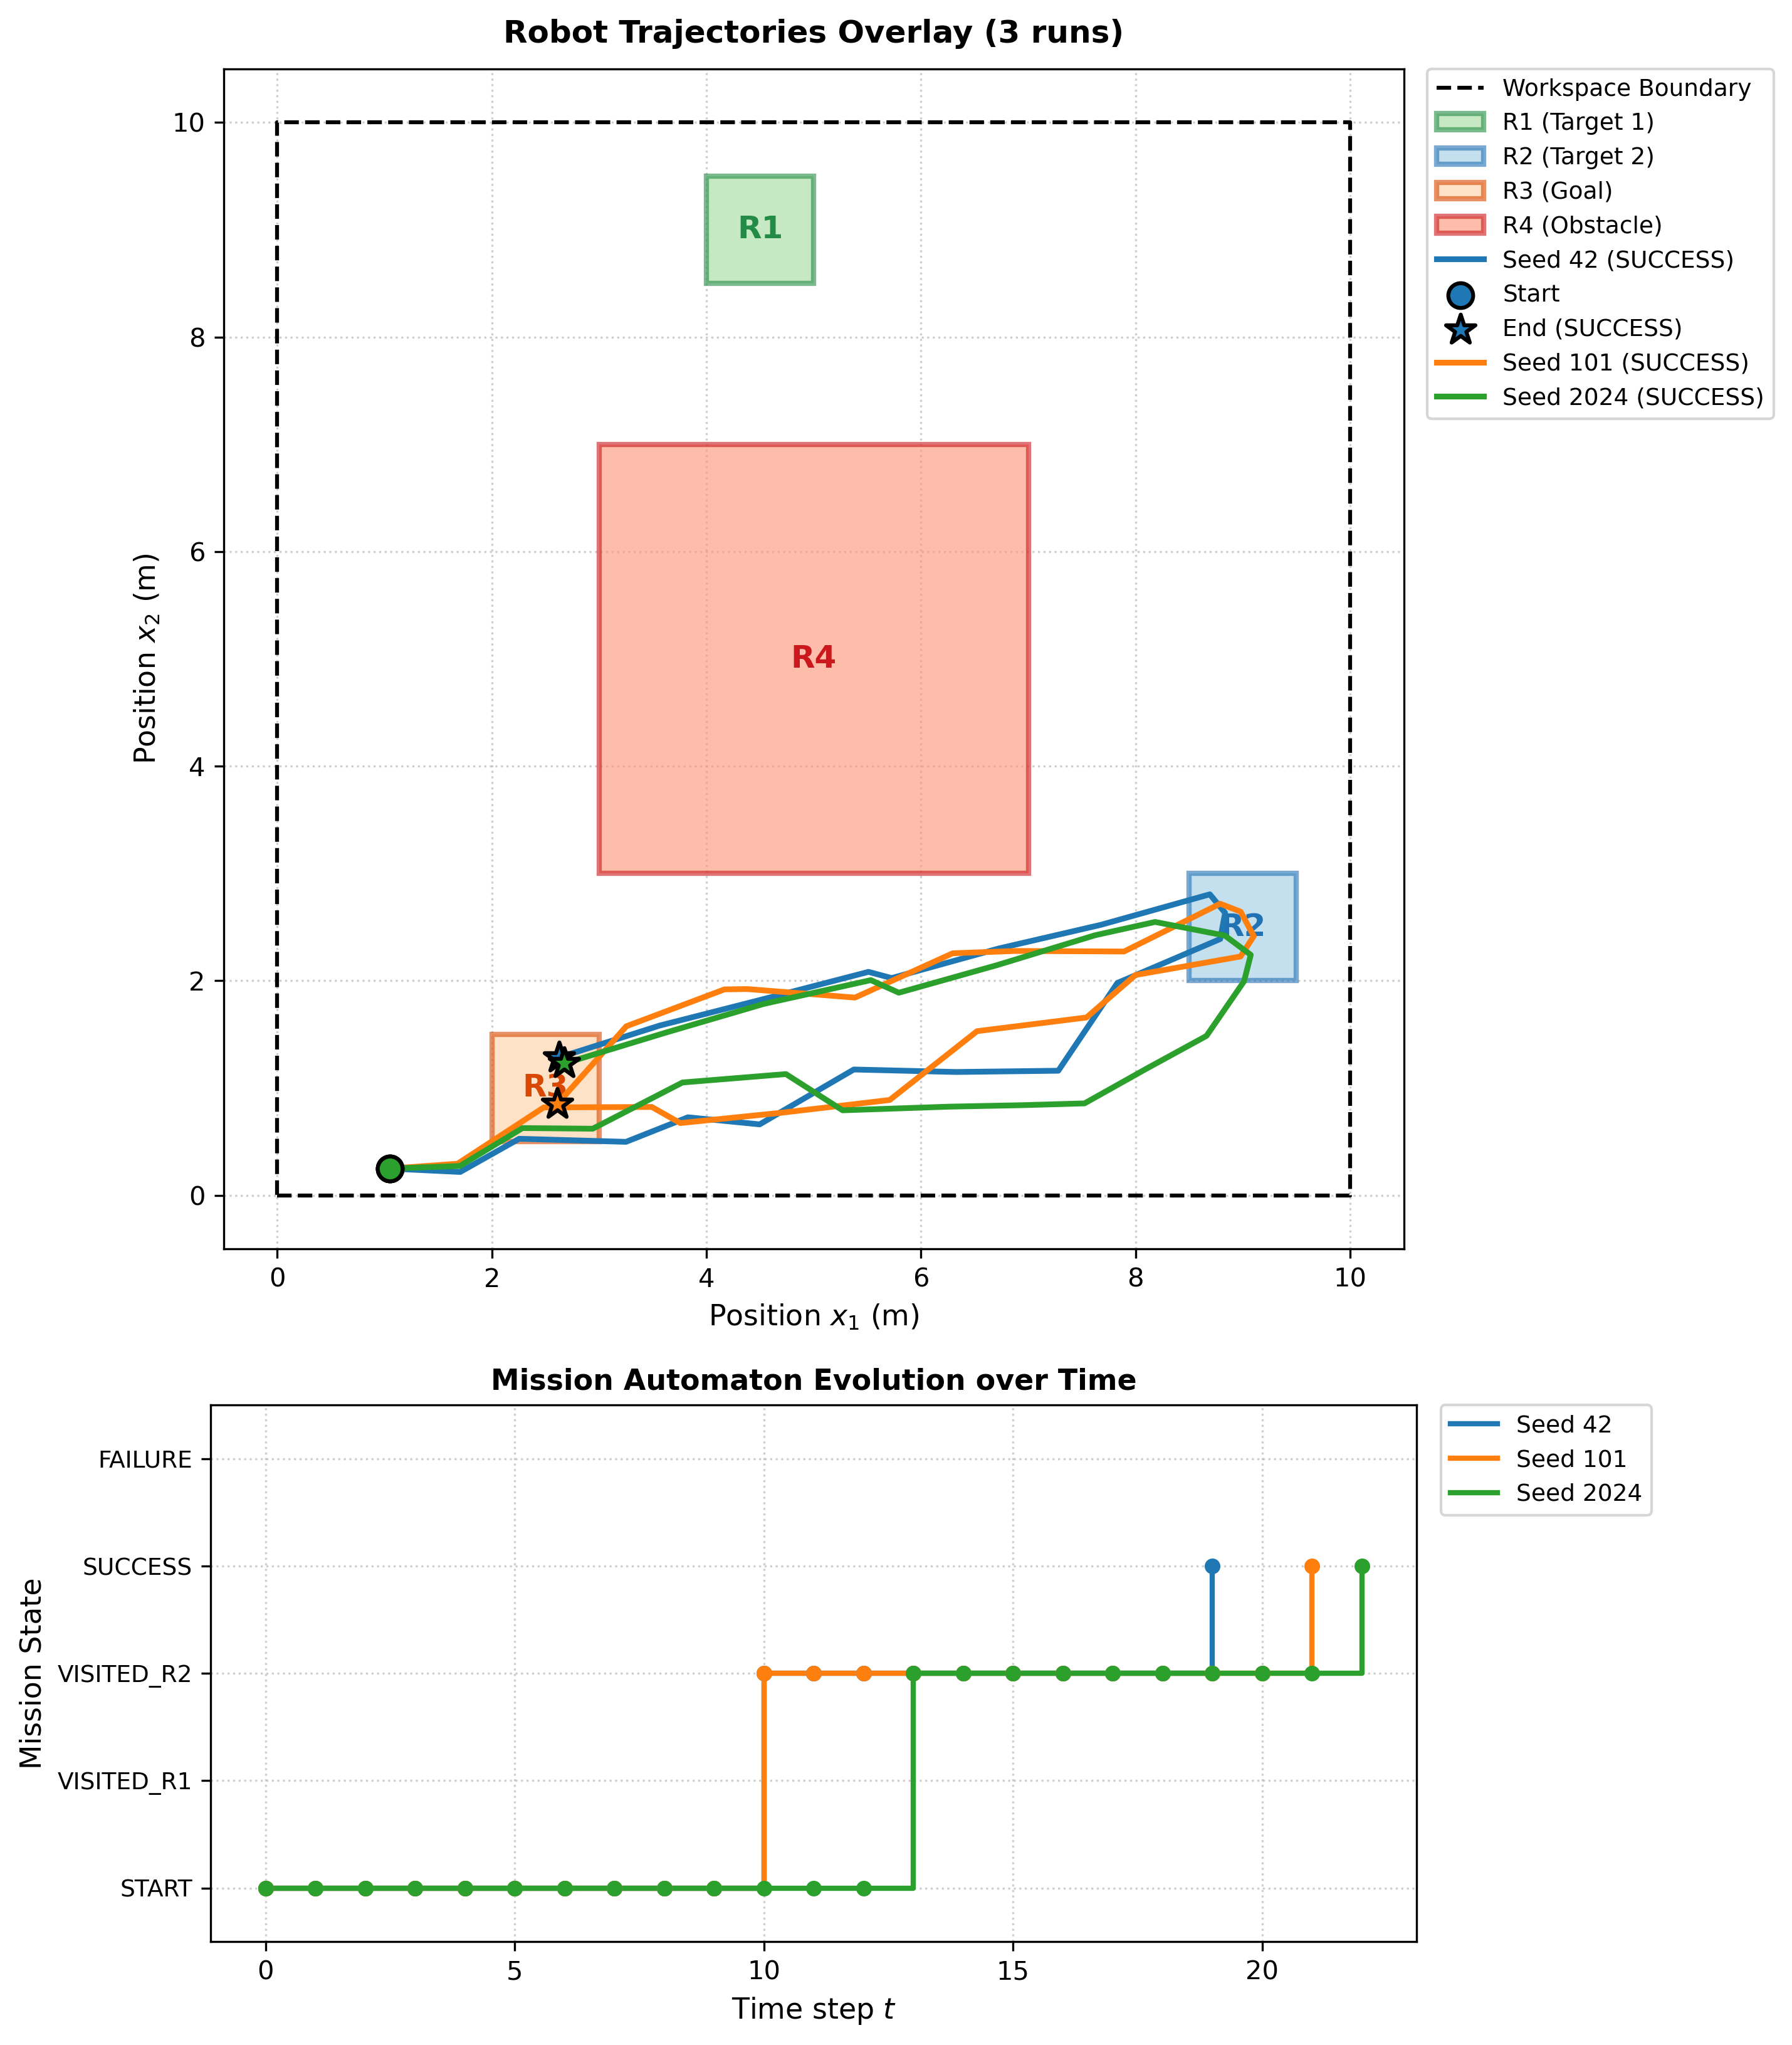 Robot Trajectories Overlay (3 runs)
10
8
6
4
2
0
Position x₂ (m)
R1
R4
R2
R3
0 2 4 6 8 10
Position x₁ (m)
Workspace Boundary
R1 (Target 1)
R2 (Target 2)
R3 (Goal)
R4 (Obstacle)
Seed 42 (SUCCESS)
Start
End (SUCCESS)
Seed 101 (SUCCESS)
Seed 2024 (SUCCESS)
Mission Automaton Evolution over Time
FAILURE
SUCCESS
VISITED_R2
VISITED_R1
START
Mission State
0 5 10 15 20
Time step t
Seed 42
Seed 101
Seed 2024